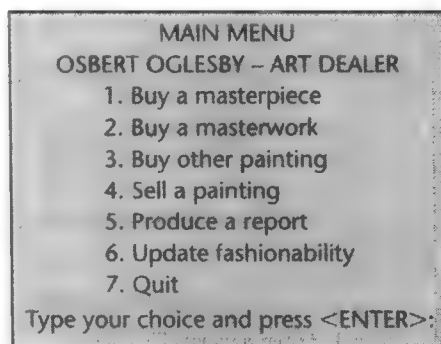 MAIN MENU
OSBERT OGLESBY – ART DEALER
1. Buy a masterpiece
2. Buy a masterwork
3. Buy other painting
4. Sell a painting
5. Produce a report
6. Update fashionability
7. Quit
Type your choice and press <ENTER>: